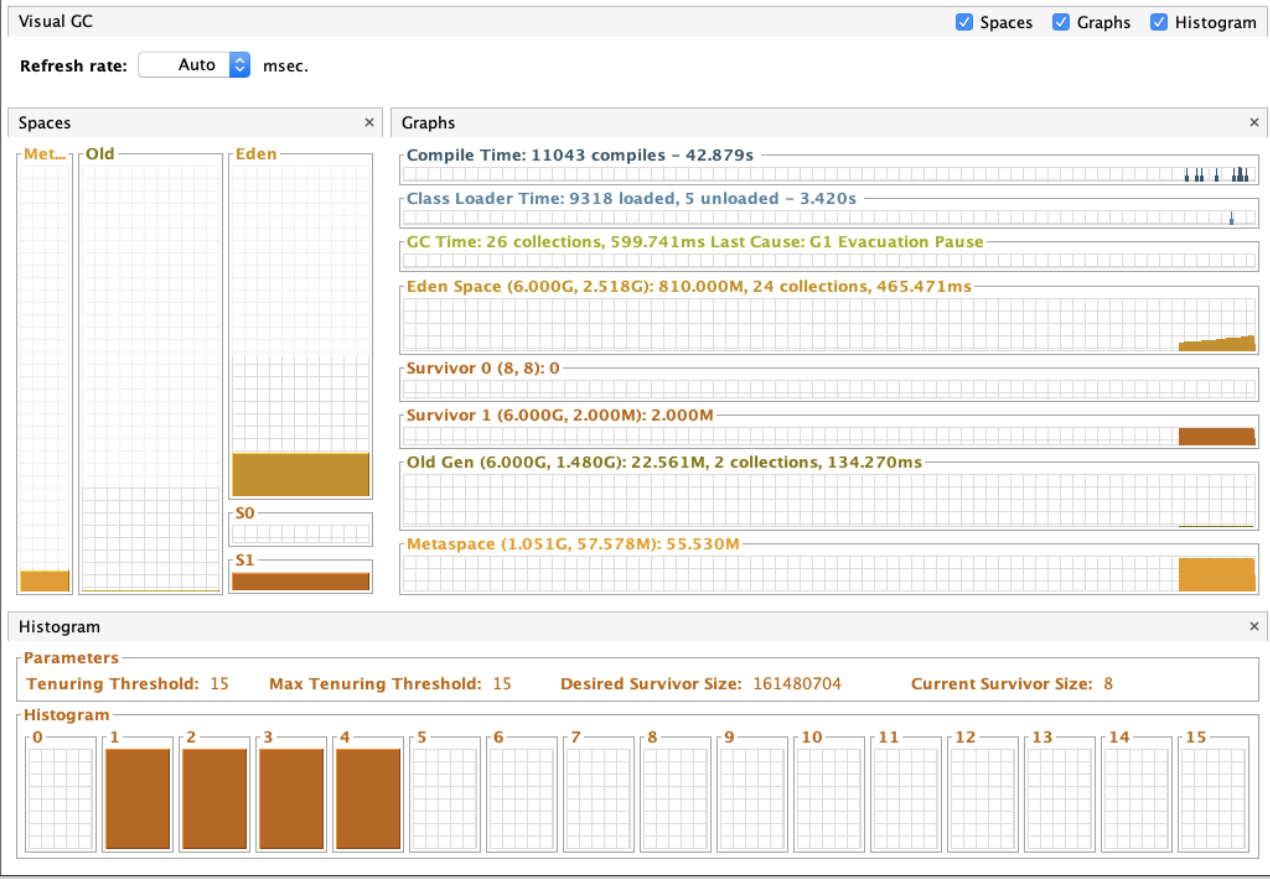 Visual GC
Spaces Graphs Histogram
Refresh rate: Auto msec.
Spaces ×
Met... Old Eden
S0
S1
Graphs ×
Compile Time: 11043 compiles – 42.879s
Class Loader Time: 9318 loaded, 5 unloaded – 3.420s
GC Time: 26 collections, 599.741ms Last Cause: G1 Evacuation Pause
Eden Space (6.000G, 2.518G): 810.000M, 24 collections, 465.471ms
Survivor 0 (8, 8): 0
Survivor 1 (6.000G, 2.000M): 2.000M
Old Gen (6.000G, 1.480G): 22.561M, 2 collections, 134.270ms
Metaspace (1.051G, 57.578M): 55.530M
Histogram ×
Parameters
Tenuring Threshold: 15 Max Tenuring Threshold: 15 Desired Survivor Size: 161480704 Current Survivor Size: 8
Histogram
0 1 2 3 4 5 6 7 8 9 10 11 12 13 14 15